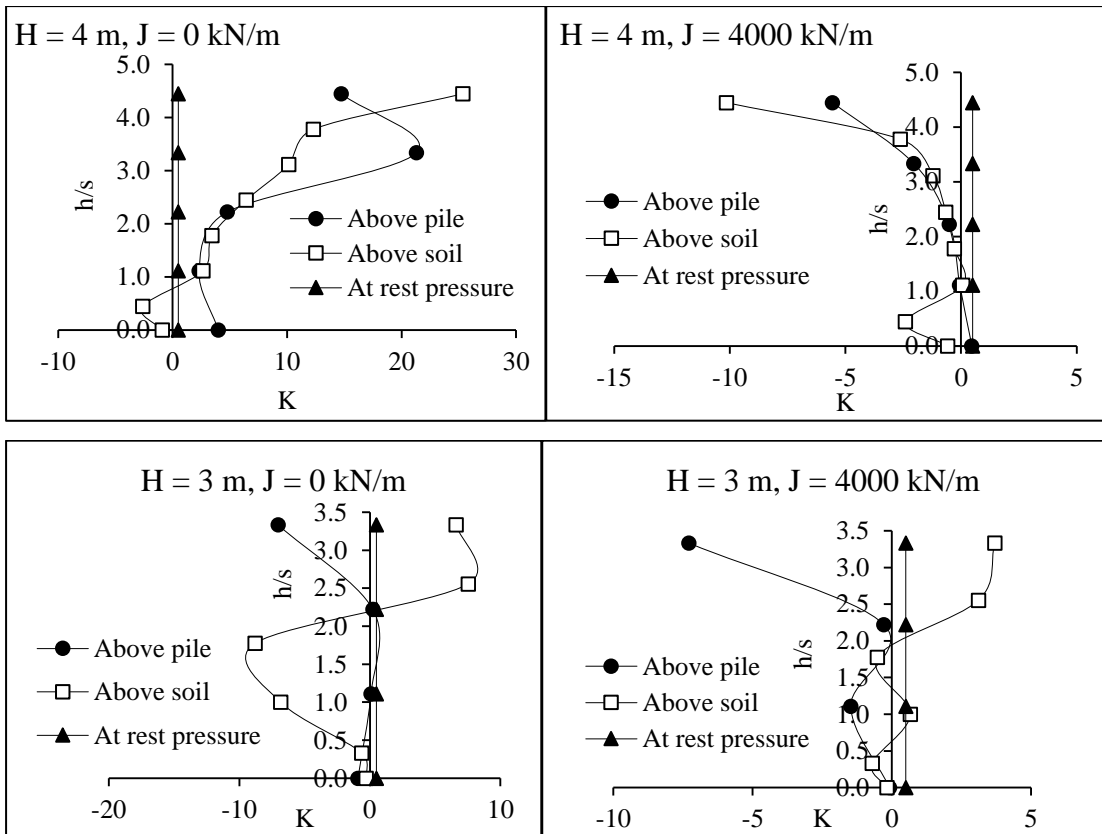 H = 4 m, J = 0 kN/m
5.0
4.0
3.0
2.0
1.0
0.0
h/s
Above pile
Above soil
At rest pressure
-10 0 10 20 30
K
H = 4 m, J = 4000 kN/m
5.0
4.0
3.0
2.0
1.0
0.0
h/s
Above pile
Above soil
At rest pressure
-15 -10 -5 0 5
K
H = 3 m, J = 0 kN/m
3.5
3.0
2.5
2.0
1.5
1.0
0.5
0.0
h/s
Above pile
Above soil
At rest pressure
-20 -10 0 10
K
H = 3 m, J = 4000 kN/m
3.5
3.0
2.5
2.0
1.5
1.0
0.5
0.0
h/s
Above pile
Above soil
At rest pressure
-10 -5 0 5
K